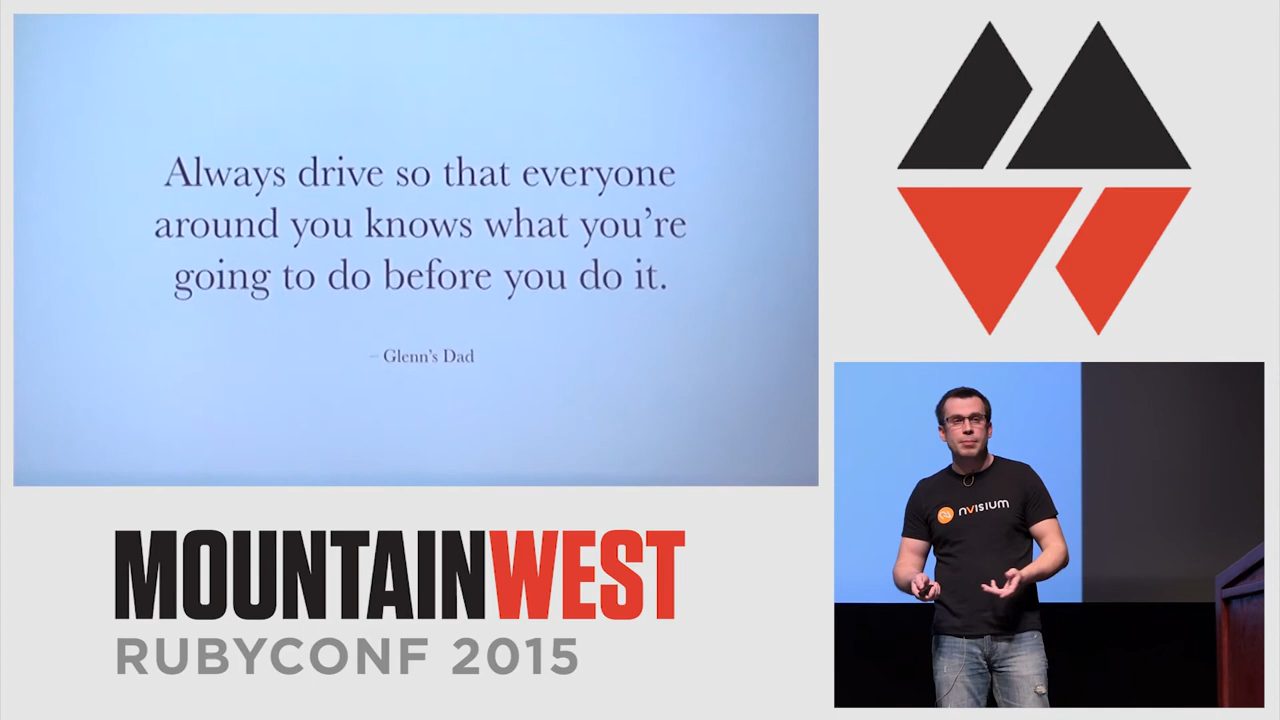 Always drive so that everyone
around you knows what you're
going to do before you do it.
– Glenn's Dad
MOUNTAINWEST
RUBYCONF 2015
nvisium